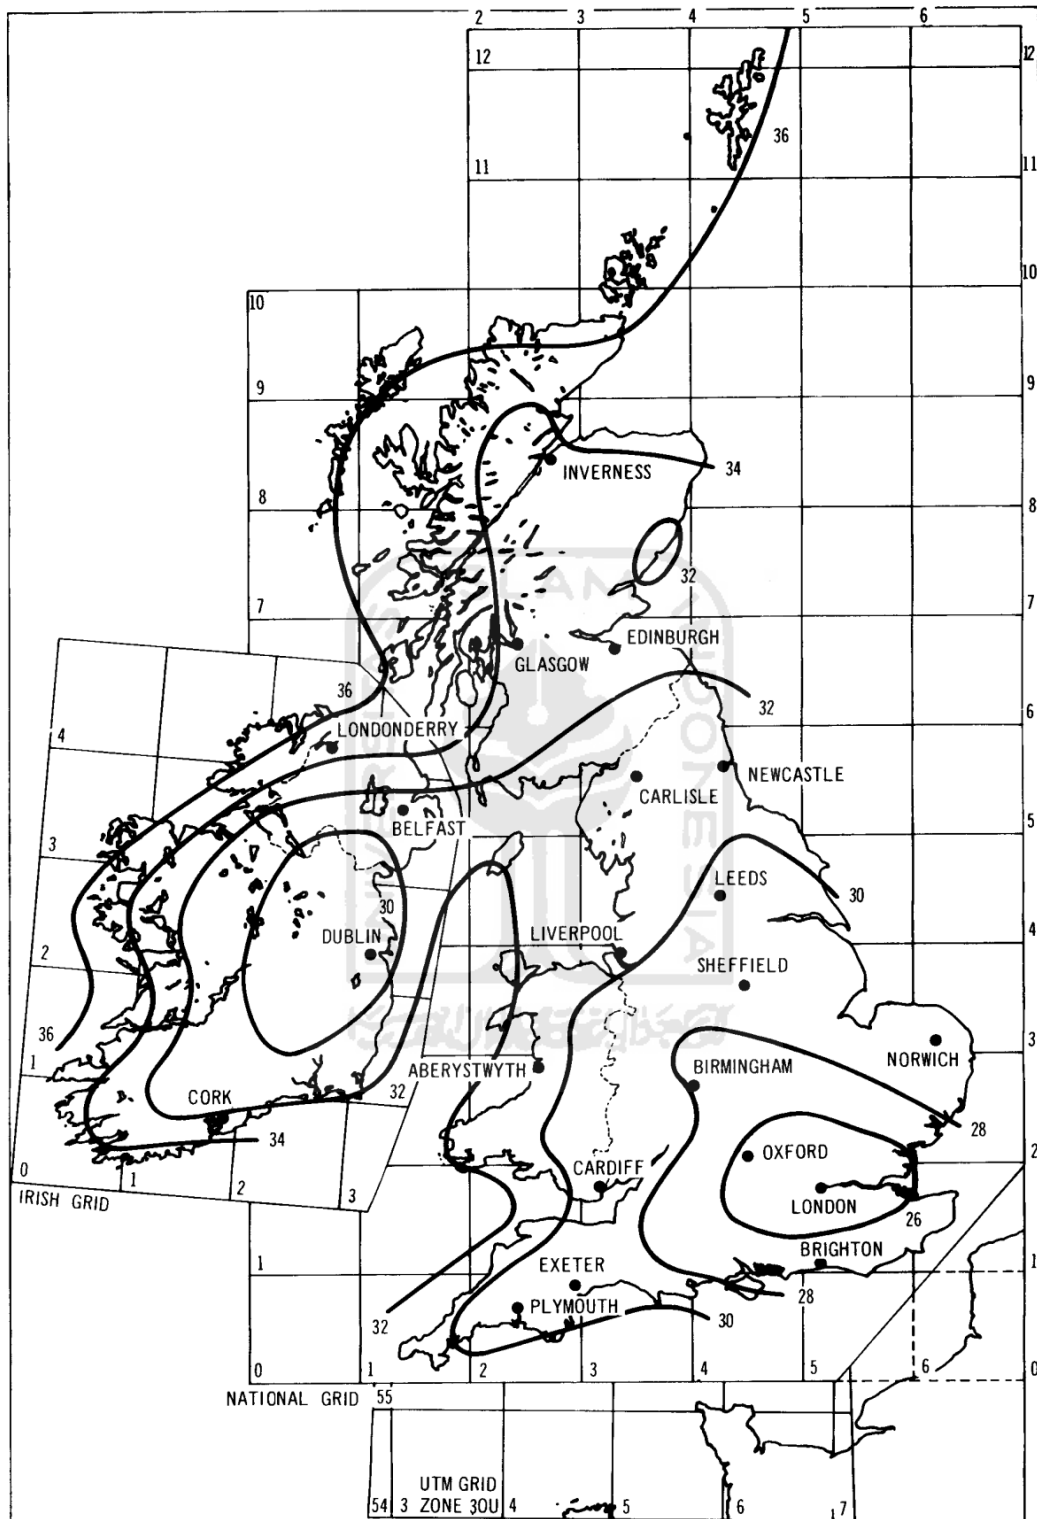 2 3 4 5 6
12 12
36
11 11
10 10
9 9
INVERNESS 34
8 8
32
7 7
EDINBURGH
GLASGOW
36
32
6
LONDONDERRY
4
NEWCASTLE
CARLISLE
BELFAST
5
3
LEEDS
30
30
DUBLIN
LIVERPOOL
4
2
SHEFFIELD
36
1
3
ABERYSTWYTH
BIRMINGHAM
NORWICH
CORK
32
34
28
0
OXFORD
2
CARDIFF
IRISH GRID
1 2 3
LONDON
26
BRIGHTON
1 1
EXETER
28
PLYMOUTH
32
30
0 1 2 3 4 5 6 0
NATIONAL GRID
55
UTM GRID
54 3 ZONE 30U 4 5 6 7
ISLAM
INDONESIA